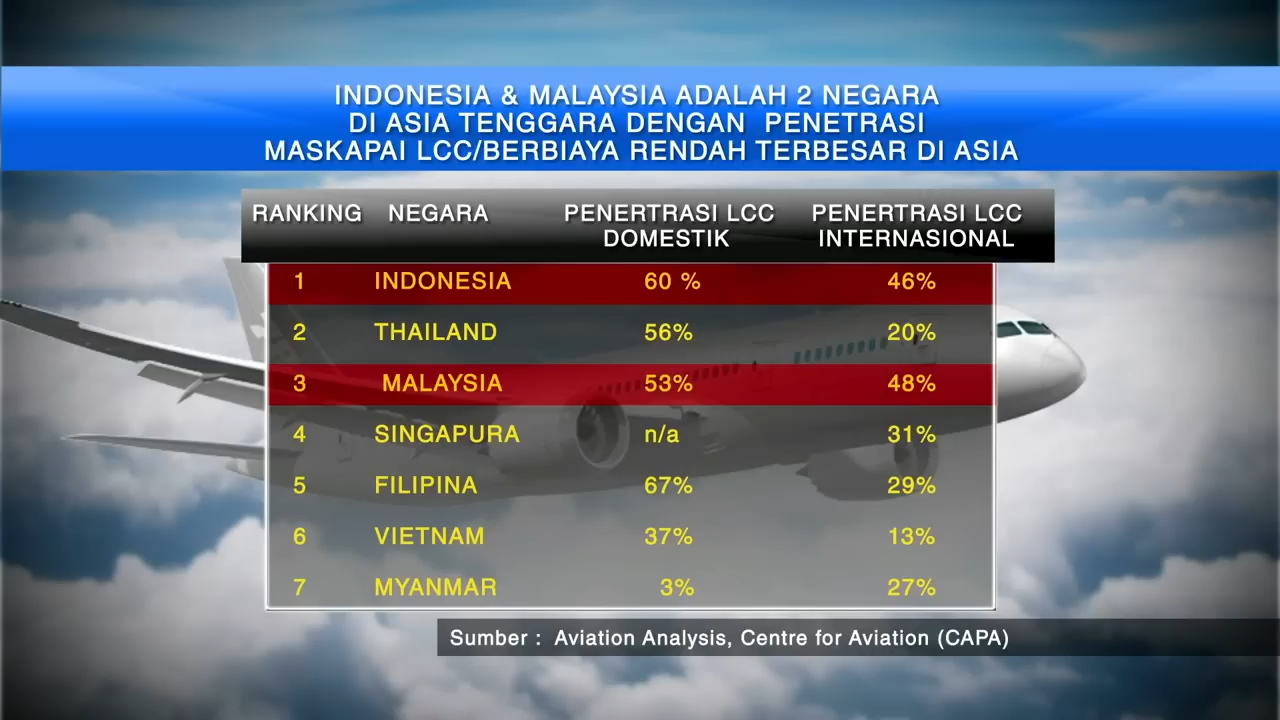 INDONESIA & MALAYSIA ADALAH 2 NEGARA
DI ASIA TENGGARA DENGAN PENETRASI
MASKAPAI LCC/BERBIAYA RENDAH TERBESAR DI ASIA
RANKING NEGARA PENERTRASI LCC DOMESTIK PENERTRASI LCC INTERNASIONAL
1 INDONESIA 60 % 46%
2 THAILAND 56% 20%
3 MALAYSIA 53% 48%
4 SINGAPURA n/a 31%
5 FILIPINA 67% 29%
6 VIETNAM 37% 13%
7 MYANMAR 3% 27%
Sumber : Aviation Analysis, Centre for Aviation (CAPA)